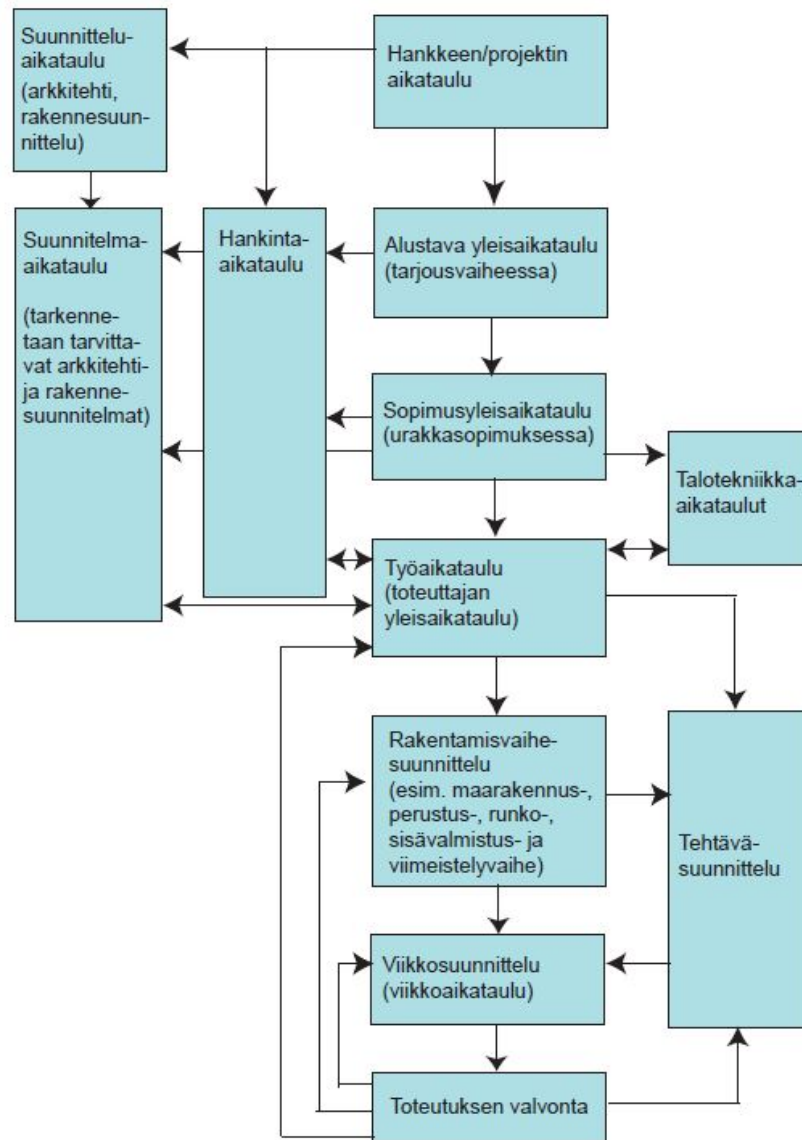 Suunnittelu-
aikataulu
(arkkitehti,
rakennesuun-
nittelu)
Hankkeen/projektin
aikataulu
Suunnitelma-
aikataulu
(tarkenne-
taan tarvitta-
vat arkkitehti-
ja rakenne-
suunnitelmat)
Hankinta-
aikataulu
Alustava yleisaikataulu
(tarjousvaiheessa)
Sopimusyleisaikataulu
(urakkasopimuksessa)
Talotekniikka-
aikataulut
Työaikataulu
(toteuttajan
yleisaikataulu)
Rakentamisvaihe-
suunnittelu
(esim. maarakennus-,
perustus-, runko-,
sisävalmistus- ja
viimeistelyvaihe)
Tehtävä-
suunnittelu
Viikkosuunnittelu
(viikkoaikataulu)
Toteutuksen valvonta